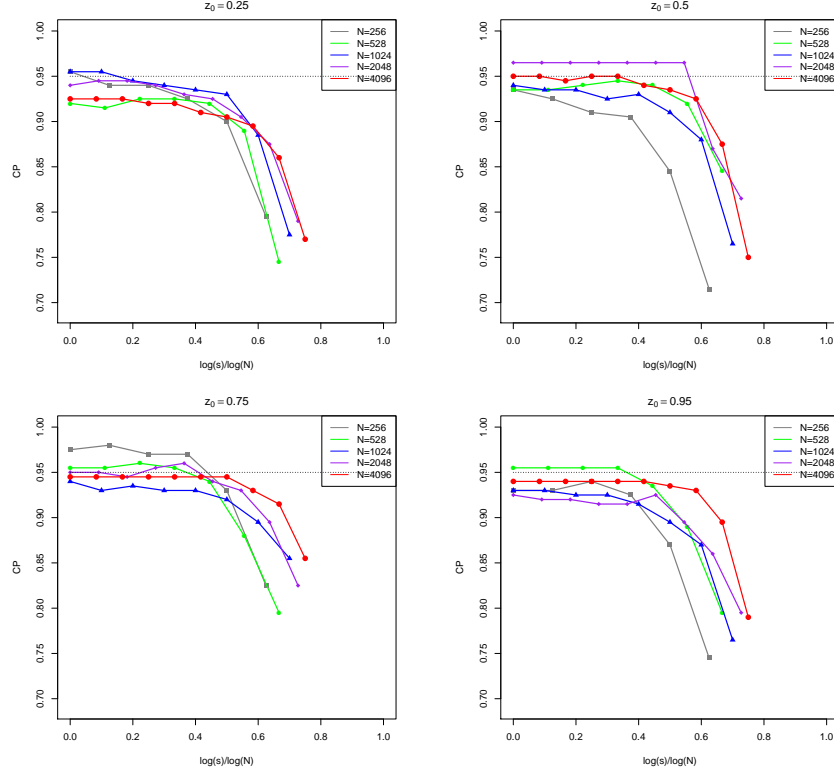 z₀ = 0.25
CP
1.00
0.95
0.90
0.85
0.80
0.75
0.70
0.0 0.2 0.4 0.6 0.8 1.0
log(s)/log(N)
N=256
N=528
N=1024
N=2048
N=4096
z₀ = 0.5
CP
1.00
0.95
0.90
0.85
0.80
0.75
0.70
0.0 0.2 0.4 0.6 0.8 1.0
log(s)/log(N)
N=256
N=528
N=1024
N=2048
N=4096
z₀ = 0.75
CP
1.00
0.95
0.90
0.85
0.80
0.75
0.70
0.0 0.2 0.4 0.6 0.8 1.0
log(s)/log(N)
N=256
N=528
N=1024
N=2048
N=4096
z₀ = 0.95
CP
1.00
0.95
0.90
0.85
0.80
0.75
0.70
0.0 0.2 0.4 0.6 0.8 1.0
log(s)/log(N)
N=256
N=528
N=1024
N=2048
N=4096